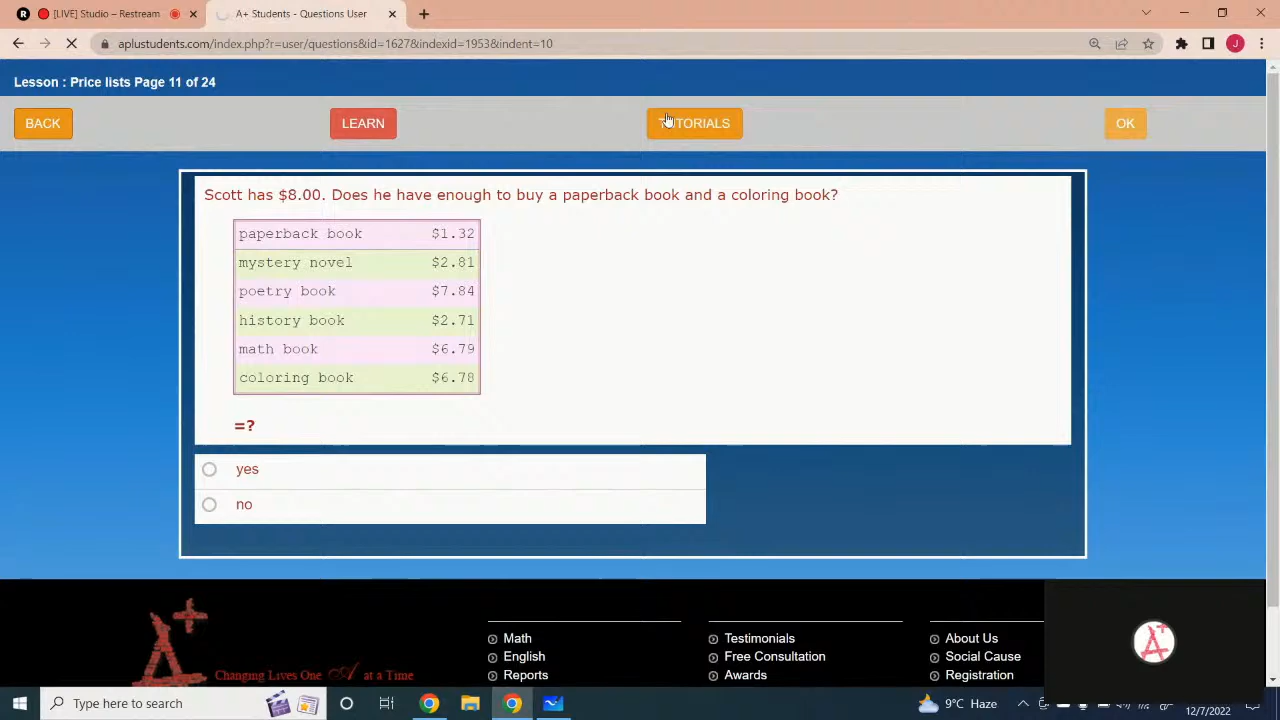 [LIVE] Studio – Restream
A+ Students - Questions User
aplustudents.com/index.php?r=user/questions&id=1627&indexid=1953&indent=10
J
Lesson : Price lists Page 11 of 24
BACK
LEARN
TUTORIALS
OK
Scott has $8.00. Does he have enough to buy a paperback book and a coloring book?
paperback book $1.32
mystery novel $2.81
poetry book $7.84
history book $2.71
math book $6.79
coloring book $6.78
=?
yes
no
Math
English
Reports
Testimonials
Free Consultation
Awards
About Us
Social Cause
Registration
A+
Changing Lives One A at a Time
A+
Type here to search
9°C Haze
12/7/2022